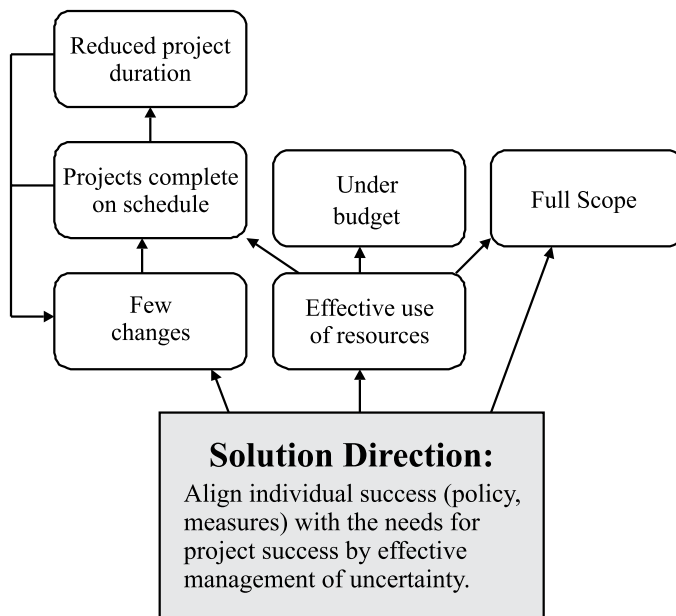 Reduced project
duration
Projects complete
on schedule
Under
budget
Full Scope
Few
changes
Effective use
of resources
Solution Direction:
Align individual success (policy,
measures) with the needs for
project success by effective
management of uncertainty.